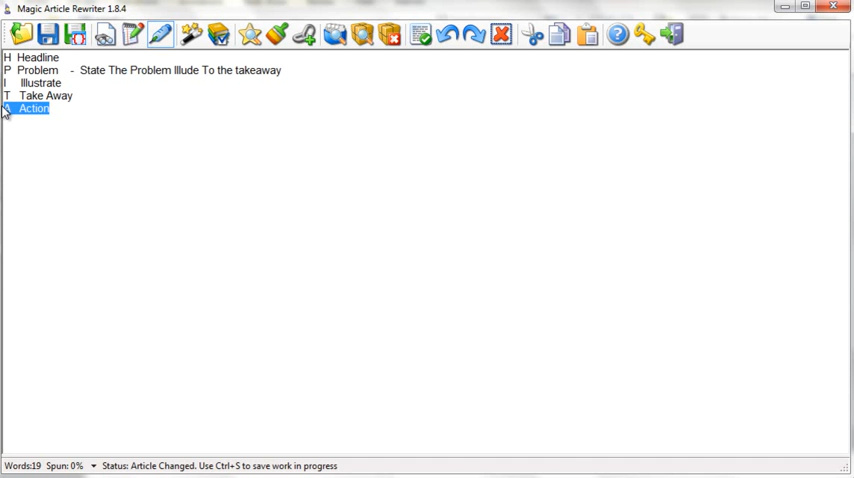 Magic Article Rewriter 1.8.4
H Headline
P Problem - State The Problem Illude To the takeaway
I Illustrate
T Take Away
A Action
Words:19 Spun: 0% Status: Article Changed. Use Ctrl+S to save work in progress